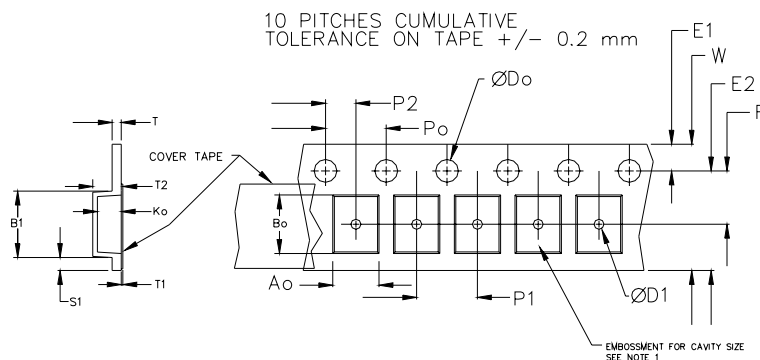 10 PITCHES CUMULATIVE
TOLERANCE ON TAPE +/- 0.2 mm
E1
W
E2
F
ØDo
P2
Po
T
COVER TAPE
T2
Ko
B1
Bo
T1
S1
Ao
P1
ØD1
EMBOSSMENT FOR CAVITY SIZE
SEE NOTE 1